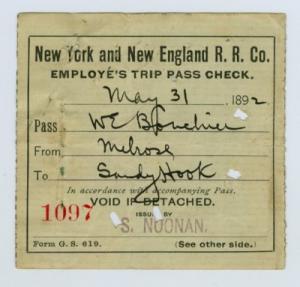 New York and New England R. R. Co.
EMPLOYÉ'S TRIP PASS CHECK.
May 31 1892
Pass W E
From Melrose
To Sandy Hook
In accordance with accompanying Pass.
VOID IF DETACHED.
1097
ISSUED BY
S. NOONAN.
Form G. S. 619. (See other side.)